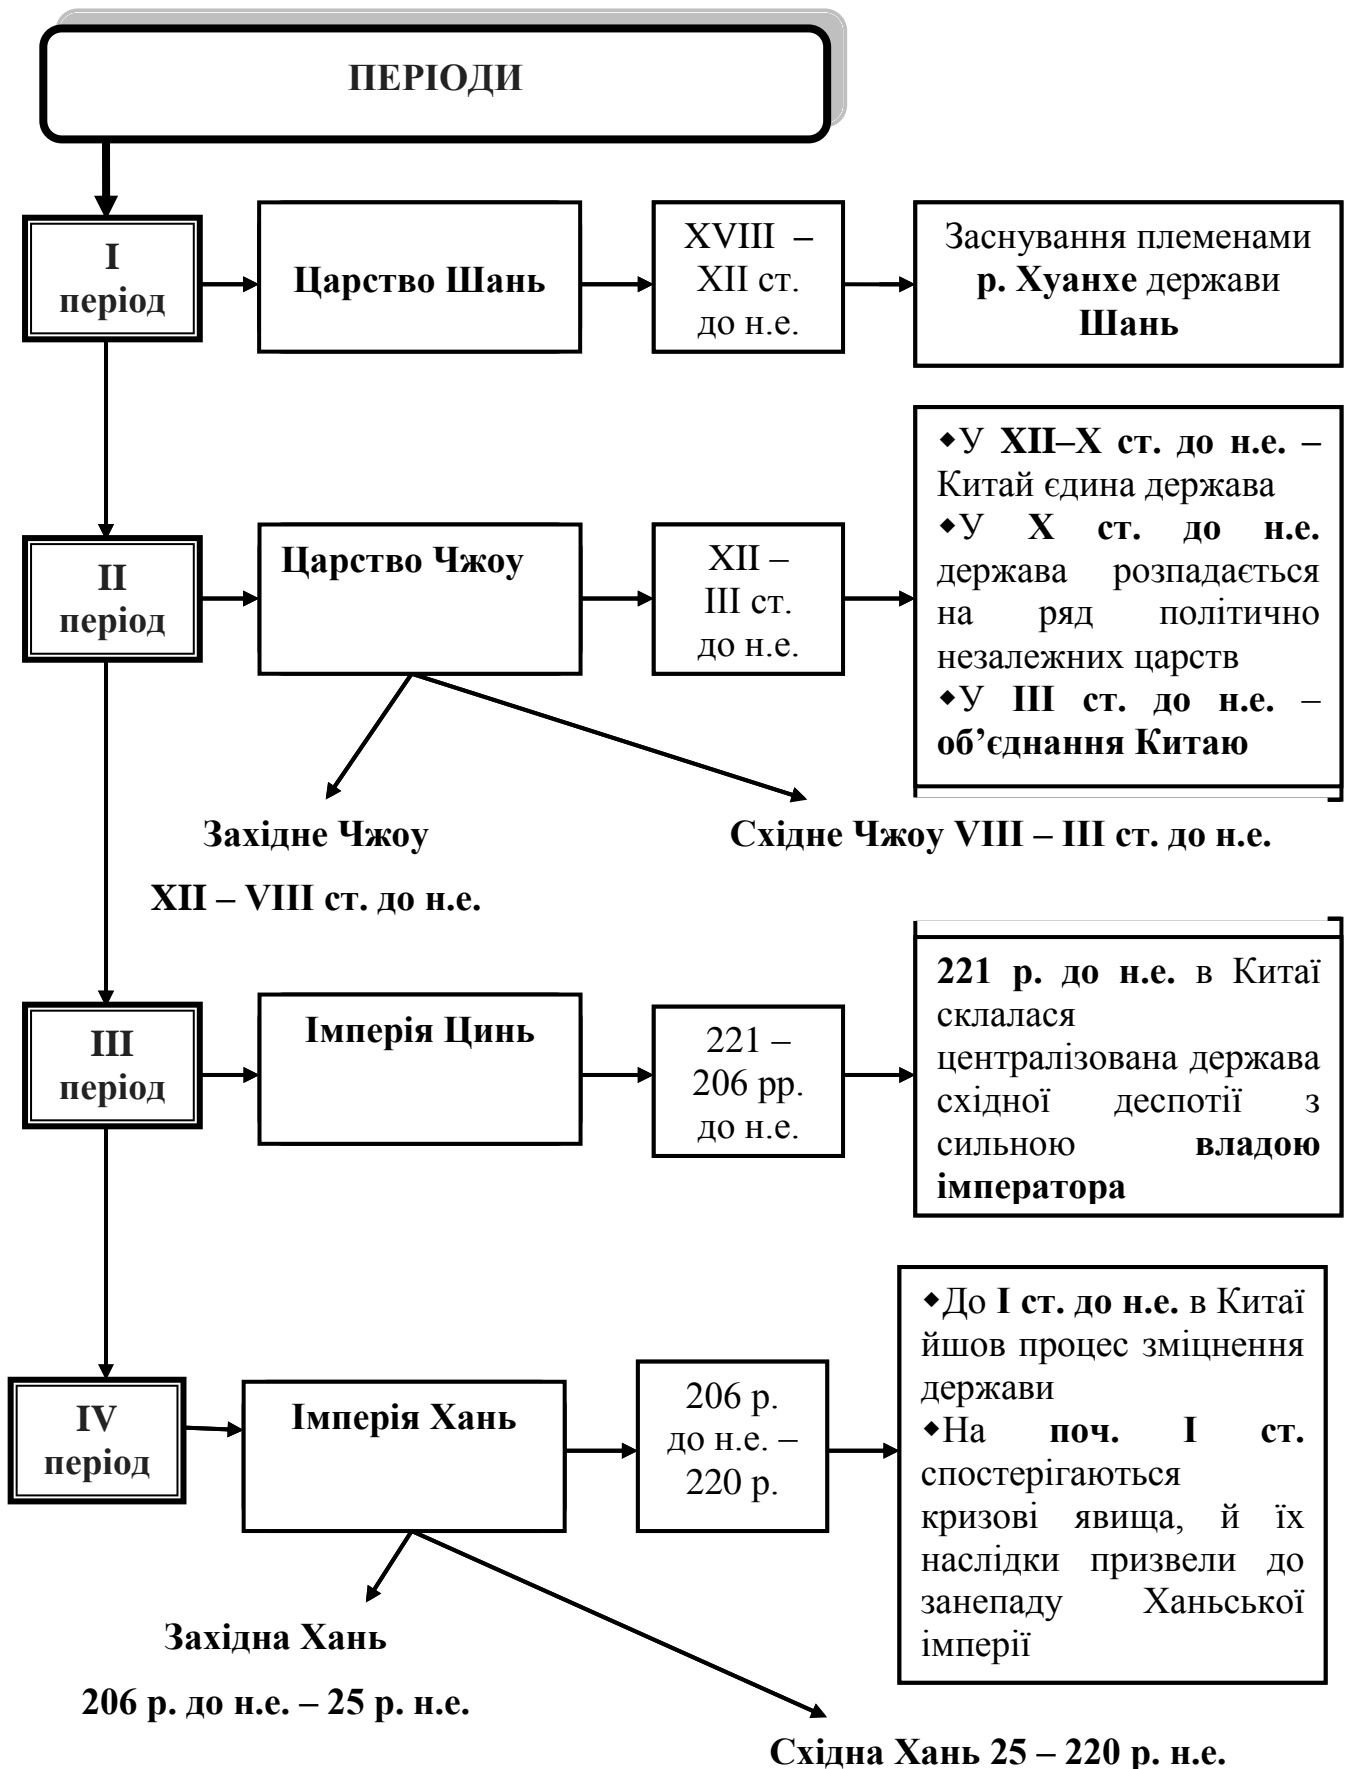 ПЕРІОДИ
І
період
Царство Шань
XVIII –
XII ст.
до н.е.
Заснування племенами
р. Хуанхе держави
Шань
ІІ
період
Царство Чжоу
XII –
III ст.
до н.е.
◆У XII–X ст. до н.е. –
Китай єдина держава
◆У X ст. до н.е.
держава розпадається
на ряд політично
незалежних царств
◆У III ст. до н.е. –
об’єднання Китаю
Західне Чжоу
XII – VIII ст. до н.е.
Східне Чжоу VIII – III ст. до н.е.
ІІІ
період
Імперія Цинь
221 –
206 рр.
до н.е.
221 р. до н.е. в Китаї
склалася
централізована держава
східної деспотії з
сильною владою
імператора
IV
період
Імперія Хань
206 р.
до н.е. –
220 р.
◆До І ст. до н.е. в Китаї
йшов процес зміцнення
держави
◆На поч. І ст.
спостерігаються
кризові явища, й їх
наслідки призвели до
занепаду Ханьської
імперії
Західна Хань
206 р. до н.е. – 25 р. н.е.
Східна Хань 25 – 220 р. н.е.